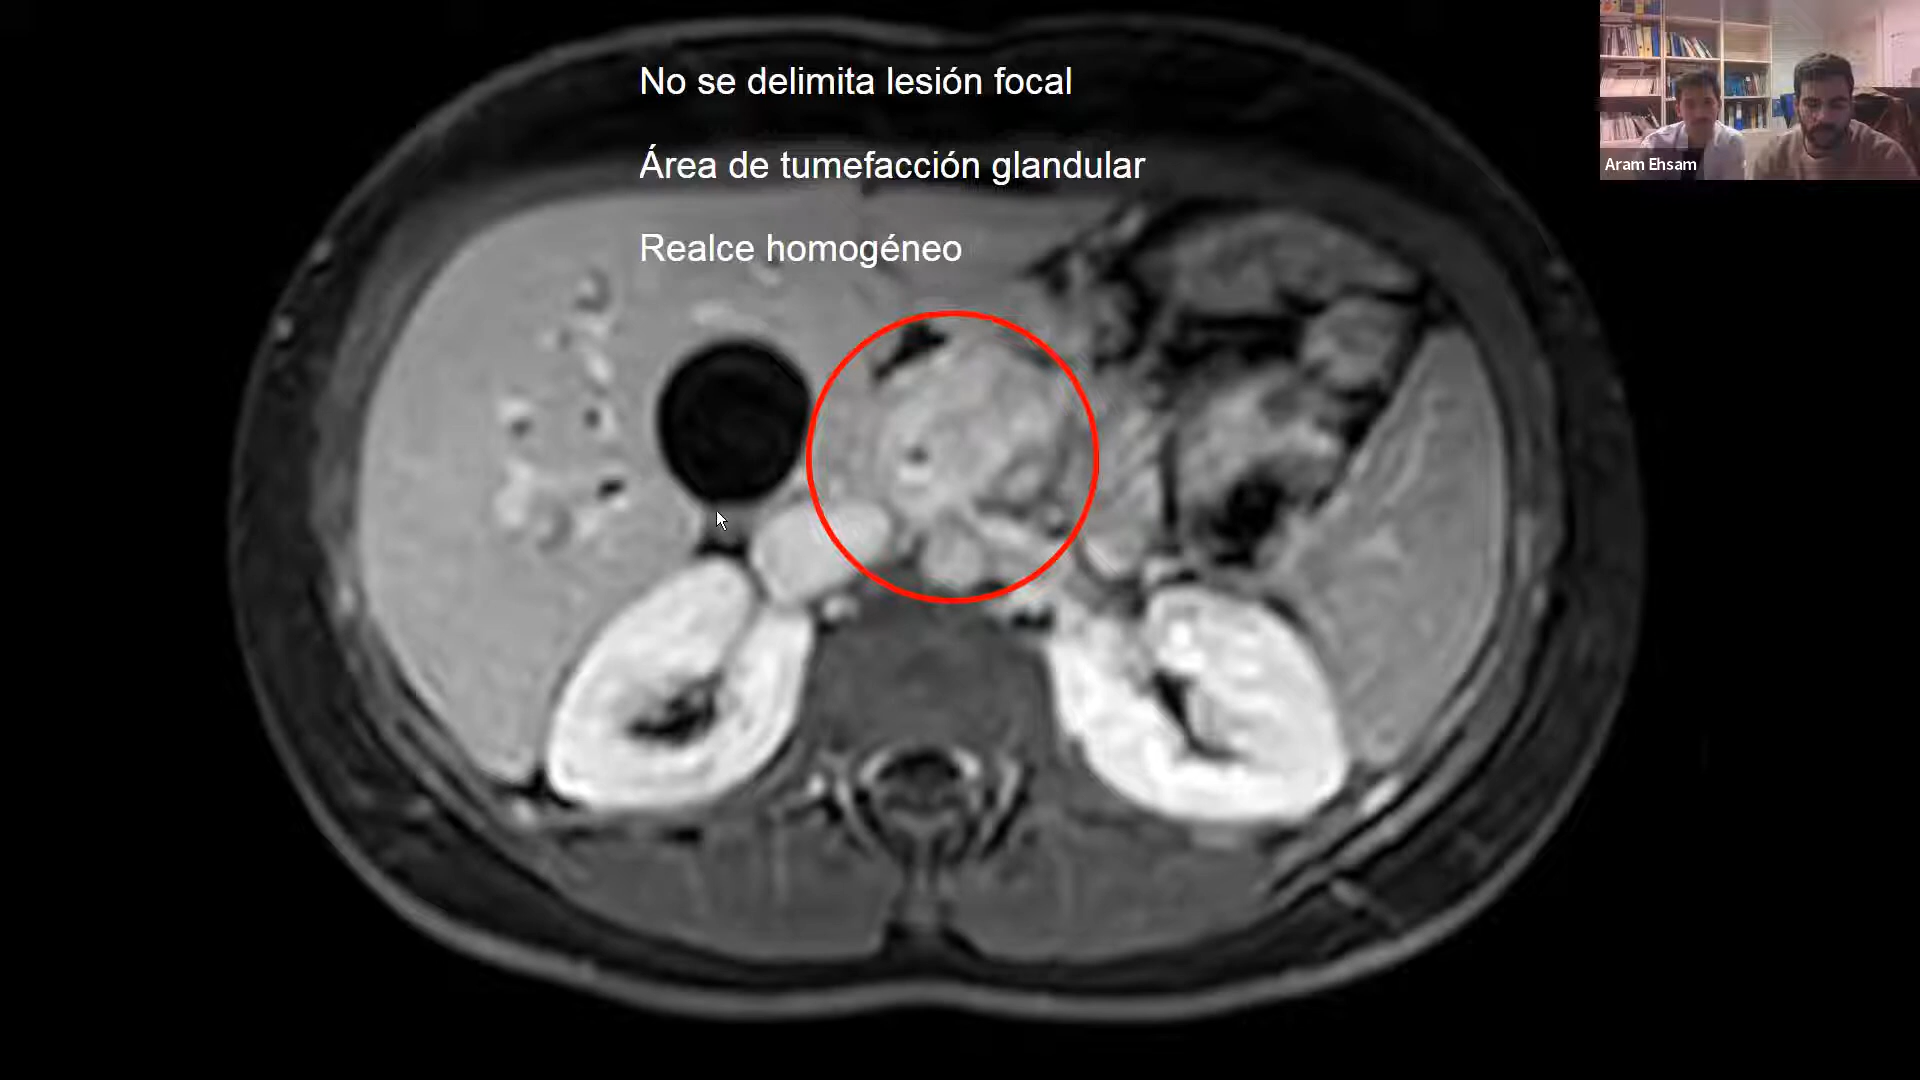 No se delimita lesión focal
Área de tumefacción glandular
Realce homogéneo
Aram Ehsam